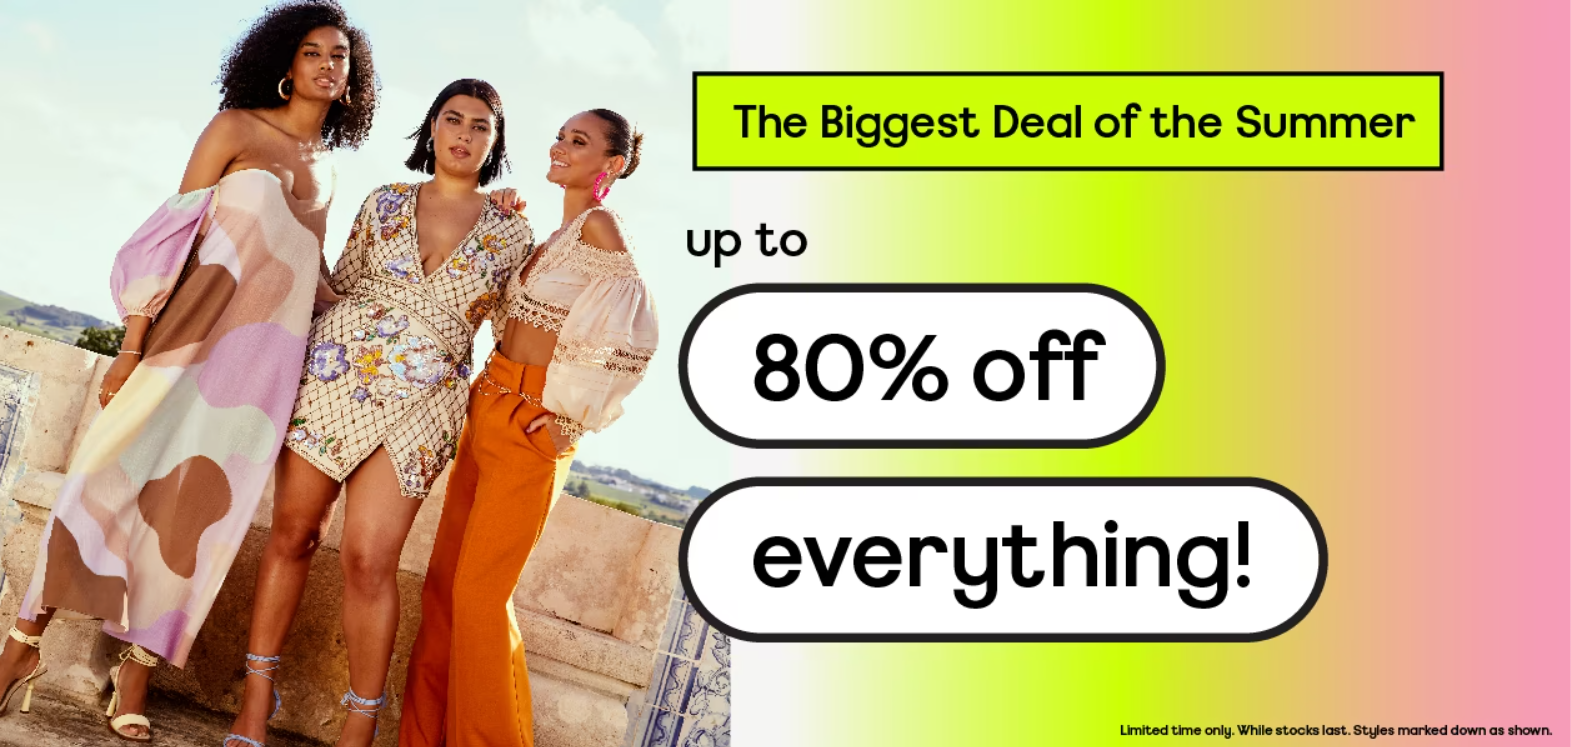 The Biggest Deal of the Summer
up to
80% off
everything!
Limited time only. While stocks last. Styles marked down as shown.